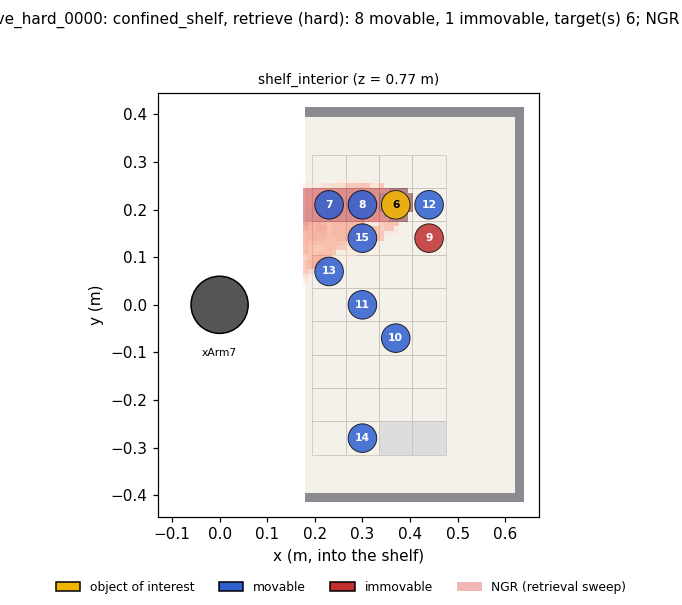 ve_hard_0000: confined_shelf, retrieve (hard): 8 movable, 1 immovable, target(s) 6; NGR
shelf_interior (z = 0.77 m)
y (m)
0.4
0.3
0.2
0.1
0.0
−0.1
−0.2
−0.3
−0.4
7 8 6 12
15 9
13
11
10
14
xArm7
−0.1 0.0 0.1 0.2 0.3 0.4 0.5 0.6
x (m, into the shelf)
object of interest movable immovable NGR (retrieval sweep)